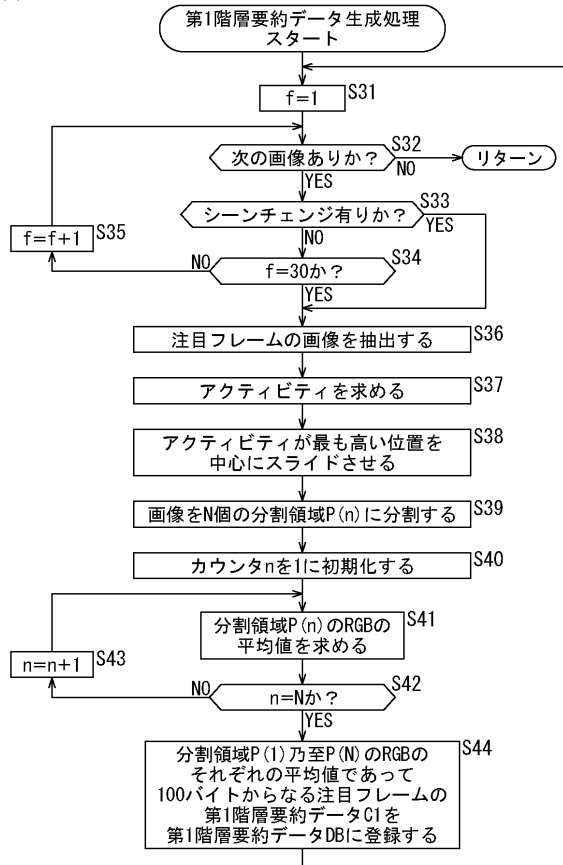 第1階層要約データ生成処理
スタート
f=1
S31
次の画像ありか?
S32
NO
リターン
YES
シーンチェンジ有りか?
S33
YES
NO
f=f+1
S35
NO
f=30か?
S34
YES
注目フレームの画像を抽出する
S36
アクティビティを求める
S37
アクティビティが最も高い位置を
中心にスライドさせる
S38
画像をN個の分割領域P(n)に分割する
S39
カウンタnを1に初期化する
S40
分割領域P(n)のRGBの
平均値を求める
S41
n=n+1
S43
NO
n=Nか?
S42
YES
分割領域P(1)乃至P(N)のRGBの
それぞれの平均値であって
100バイトからなる注目フレームの
第1階層要約データC1を
第1階層要約データDBに登録する
S44